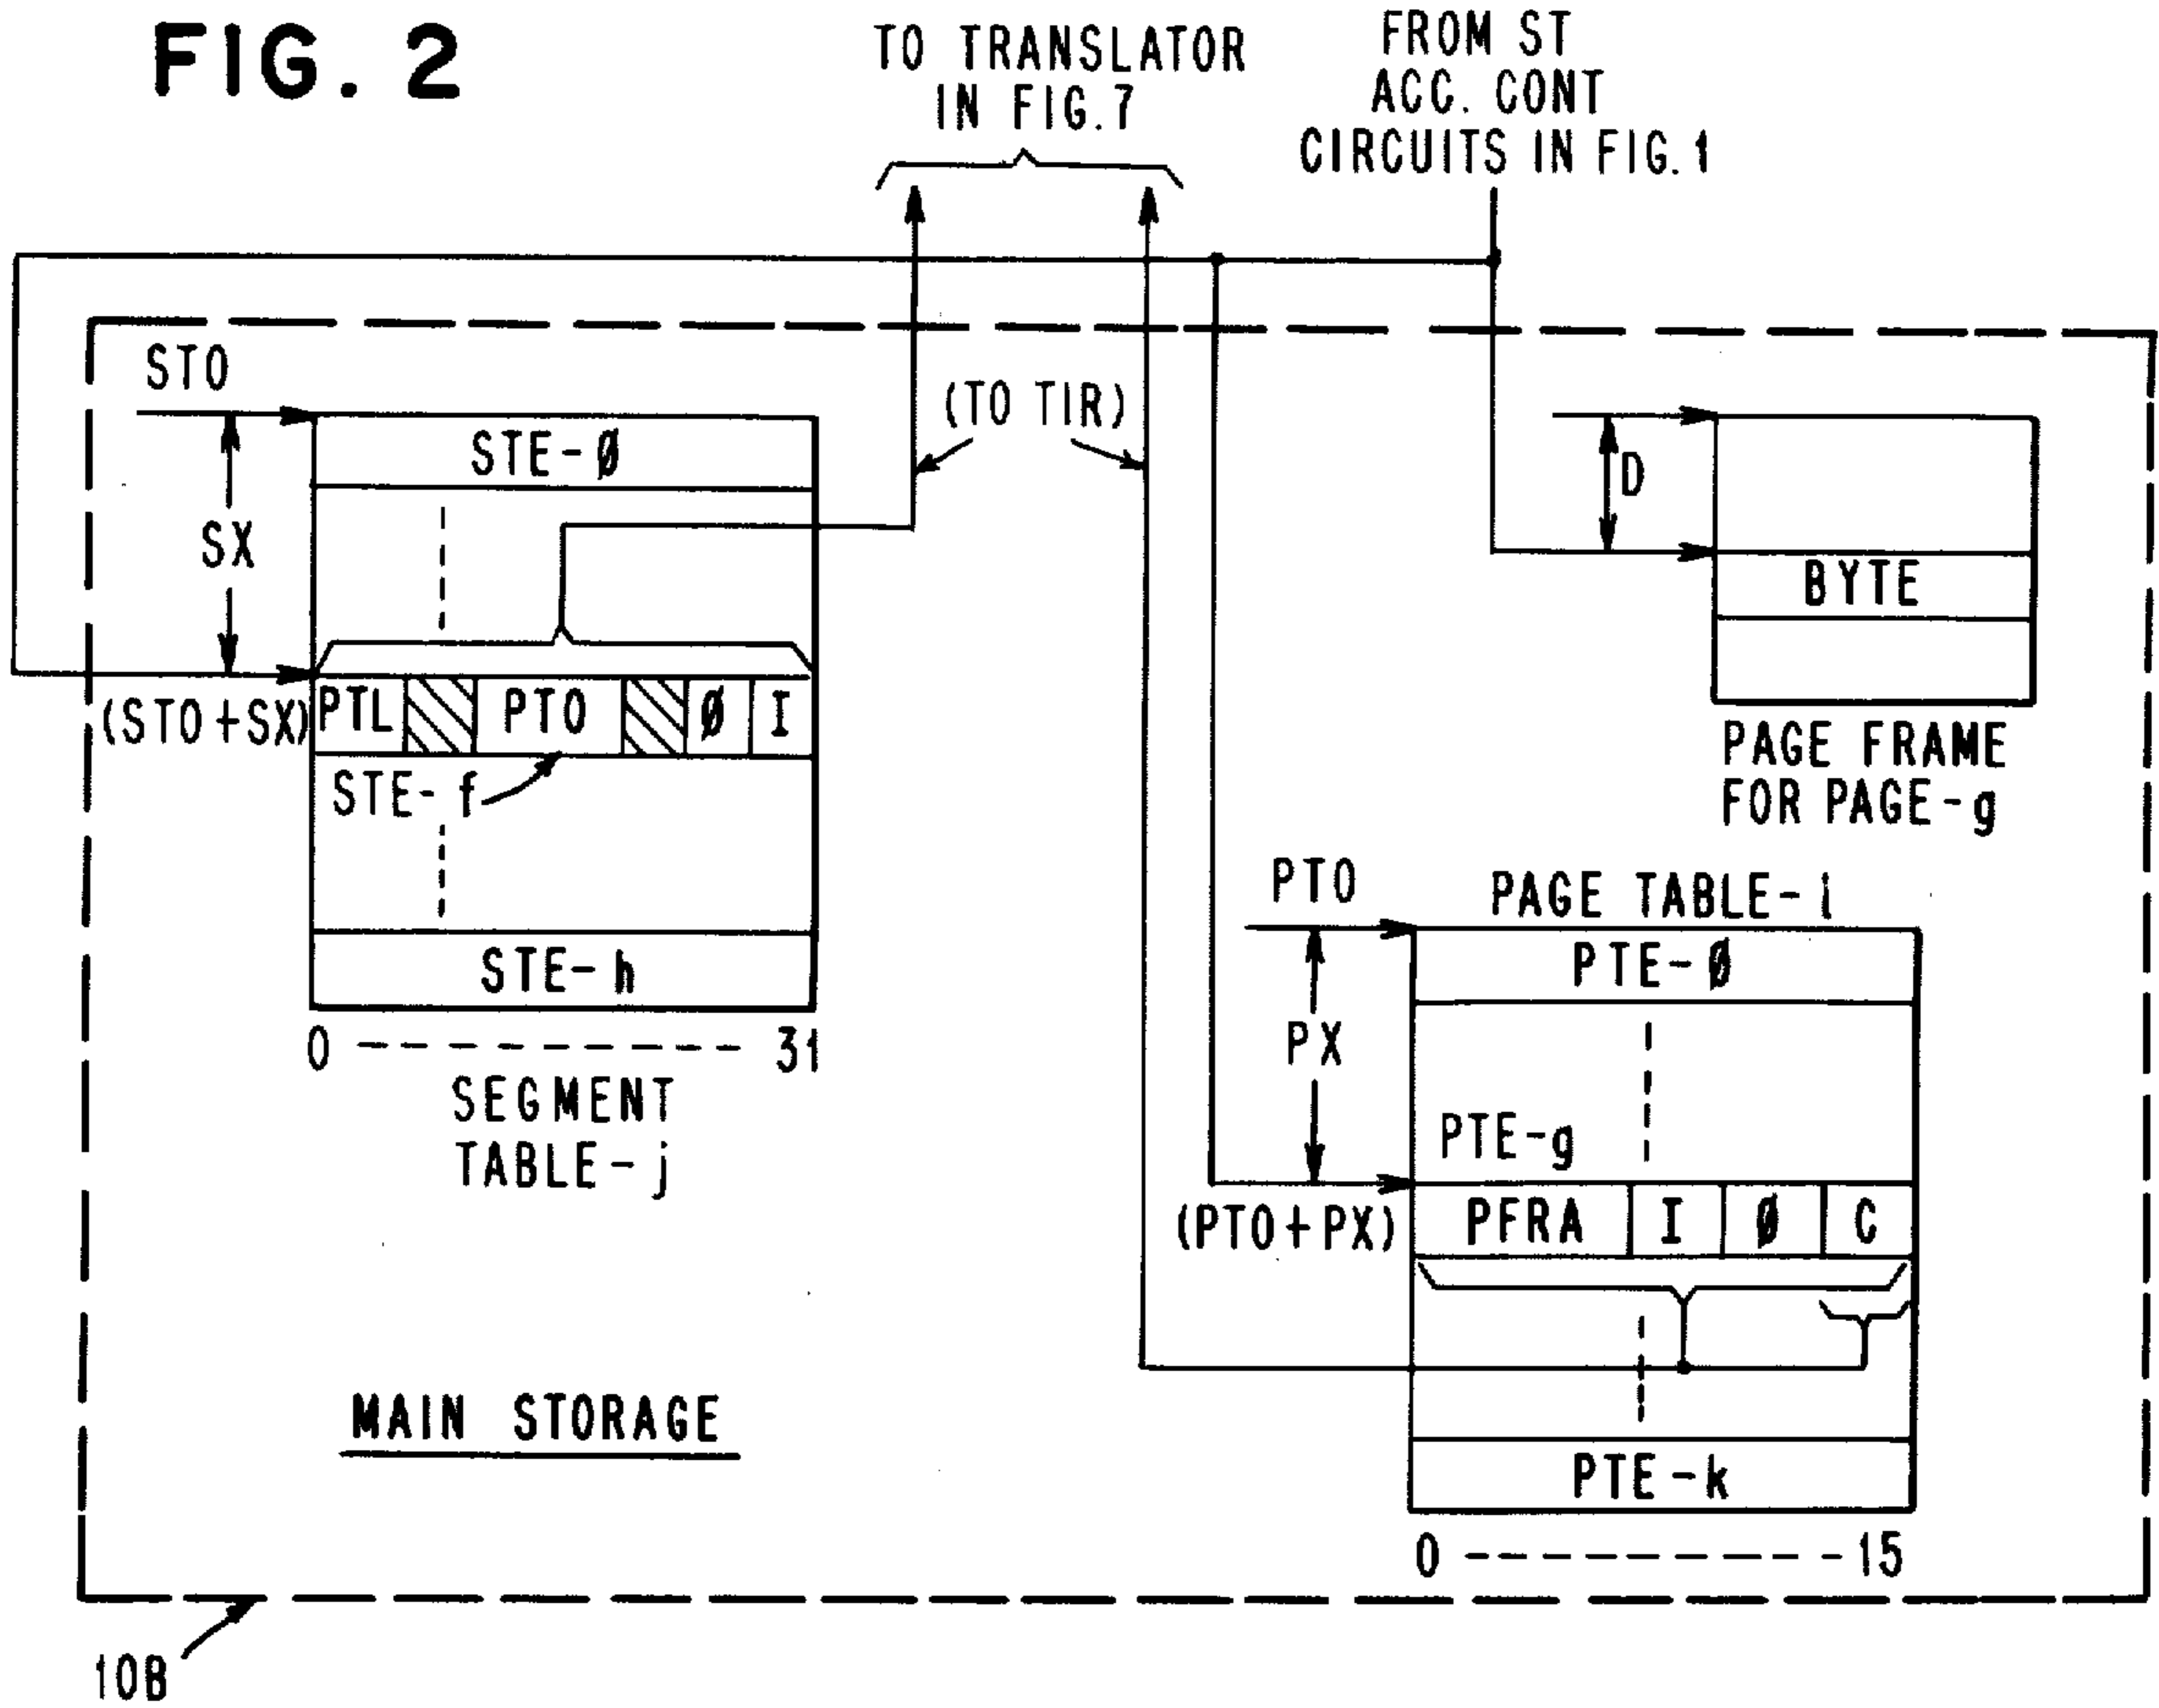 FIG. 2
TO TRANSLATOR
IN FIG. 7
FROM ST
ACC. CONT
CIRCUITS IN FIG. 1
STO
STE-Ø
SX
(TO TIR)
D
BYTE
(STO+SX)
PTL PTO Ø I
STE-f
PAGE FRAME
FOR PAGE-g
STE-h
0 ---------- 31
SEGMENT
TABLE-j
PTO
PAGE TABLE-l
PTE-Ø
PX
PTE-g
(PTO+PX)
PFRA I Ø C
MAIN STORAGE
PTE-k
0 ---------- 15
10B